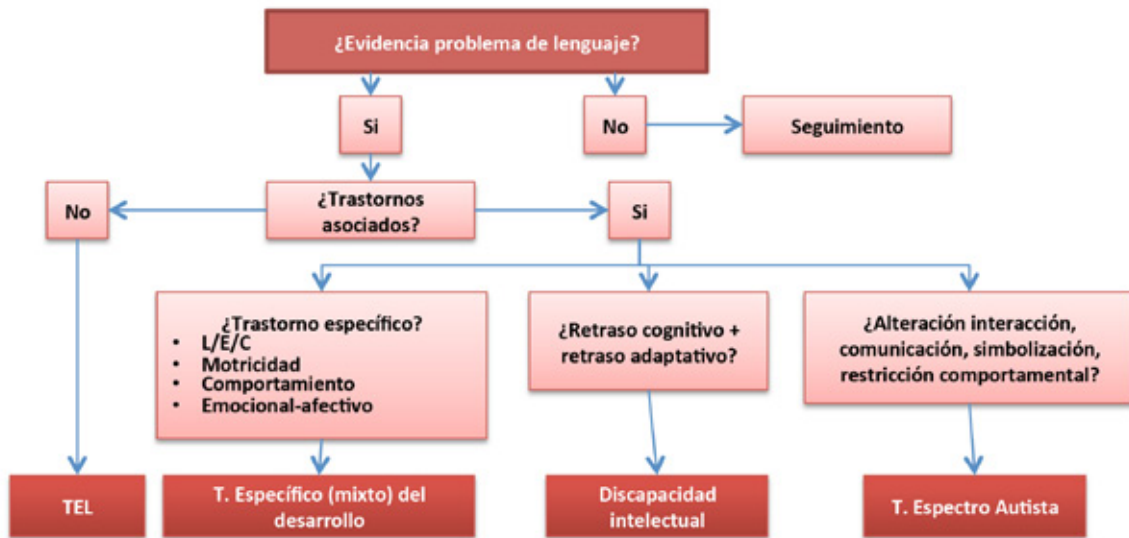 ¿Evidencia problema de lenguaje?
Si
No
Seguimiento
No
¿Trastornos
asociados?
Si
¿Trastorno específico?
• L/E/C
• Motricidad
• Comportamiento
• Emocional-afectivo
¿Retraso cognitivo +
retraso adaptativo?
¿Alteración interacción,
comunicación, simbolización,
restricción comportamental?
TEL
T. Específico (mixto) del
desarrollo
Discapacidad
intelectual
T. Espectro Autista